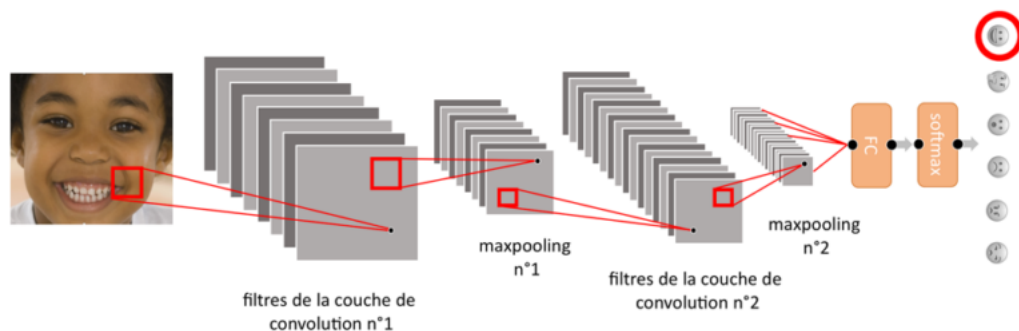 filtres de la couche de
convolution n°1
maxpooling
n°1
filtres de la couche de
convolution n°2
maxpooling
n°2
FC
softmax